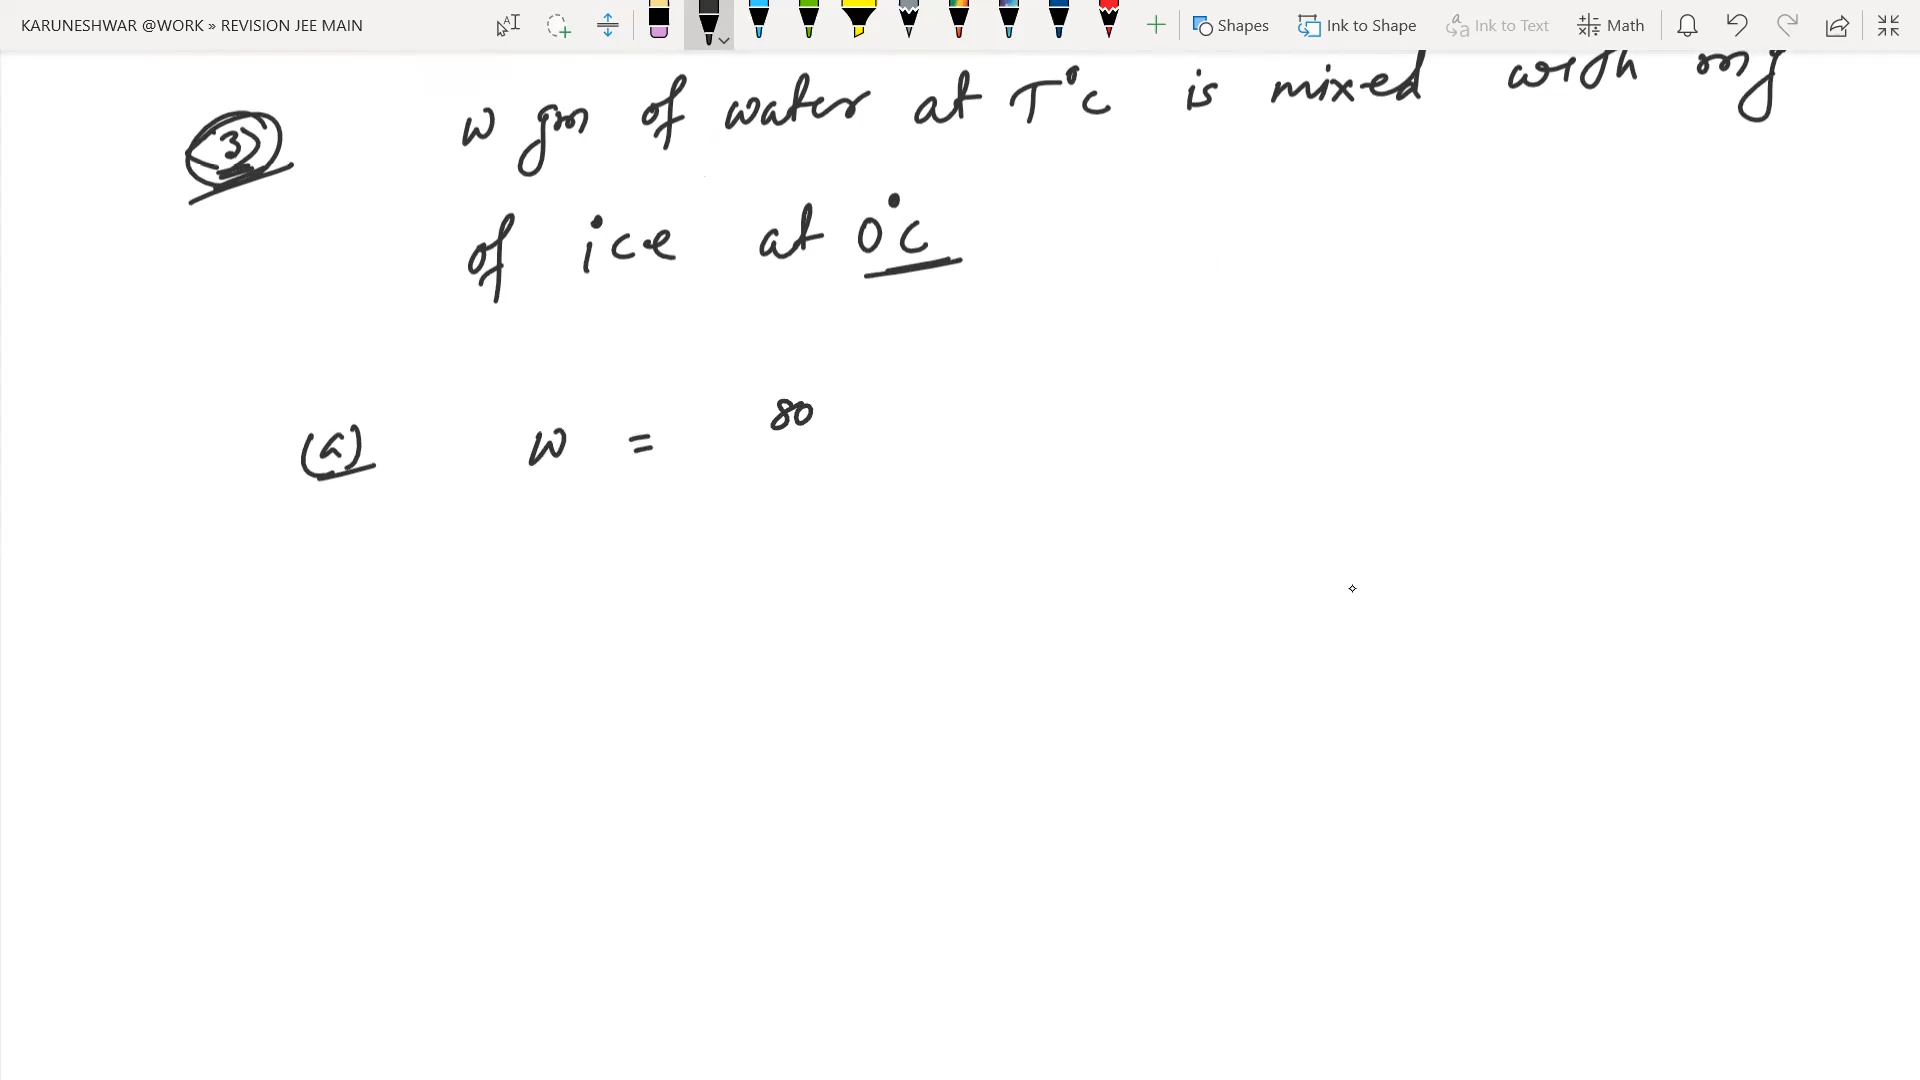 KARUNESHWAR @WORK » REVISION JEE MAIN
Shapes
Ink to Shape
Ink to Text
Math
(3) w gm of water at T°C is mixed with mg
of ice at 0°C
(a) w = 80